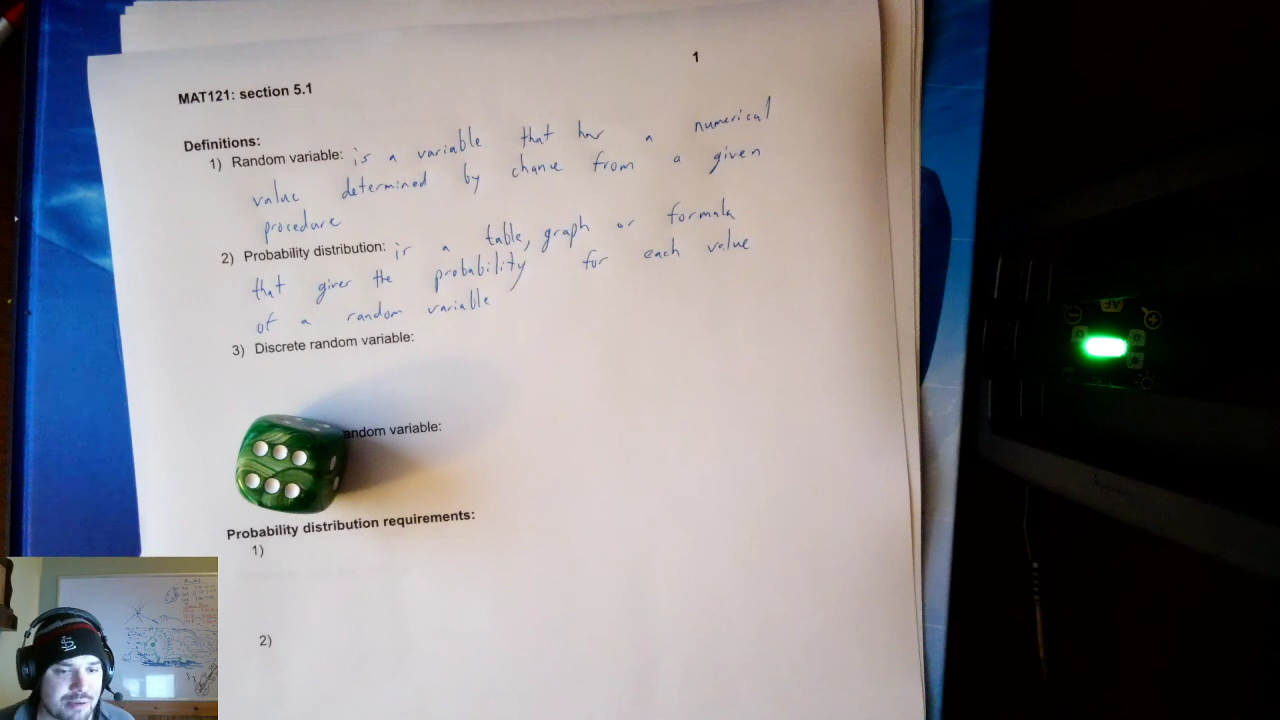 1
MAT121: section 5.1
Definitions:
1) Random variable: is a variable that has a numerical
value determined by chance from a given
procedure
2) Probability distribution: is a table, graph or formula
that gives the probability for each value
of a random variable
3) Discrete random variable:
andom variable:
Probability distribution requirements:
1)
2)